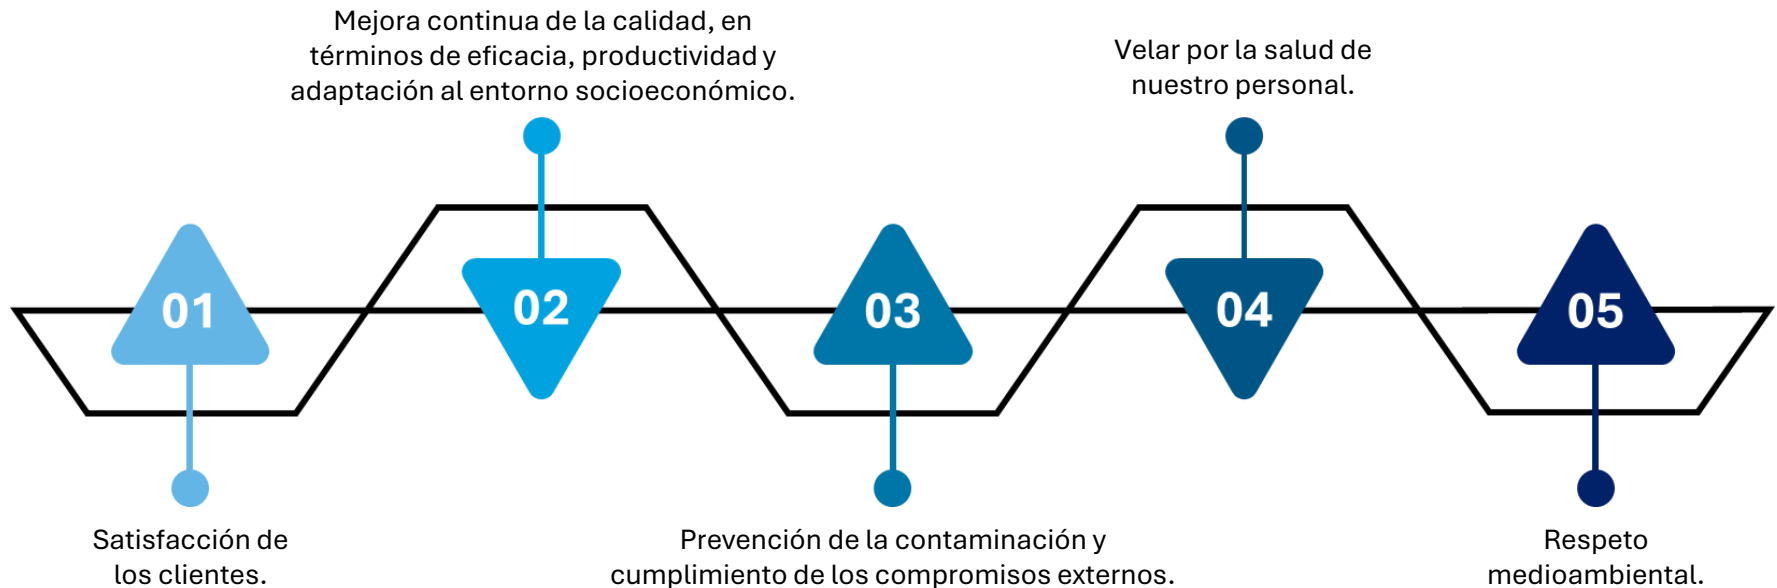 01
Satisfacción de
los clientes.
Mejora continua de la calidad, en
términos de eficacia, productividad y
adaptación al entorno socioeconómico.
02
03
Prevención de la contaminación y
cumplimiento de los compromisos externos.
Velar por la salud de
nuestro personal.
04
05
Respeto
medioambiental.